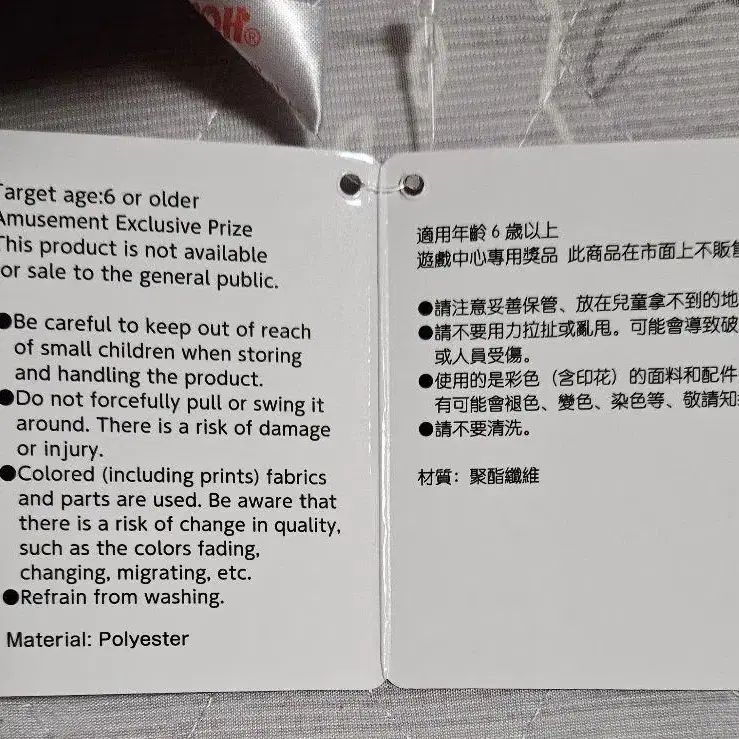 OH®
Target age:6 or older
Amusement Exclusive Prize
This product is not available
for sale to the general public.
●Be careful to keep out of reach
of small children when storing
and handling the product.
●Do not forcefully pull or swing it
around. There is a risk of damage
or injury.
●Colored (including prints) fabrics
and parts are used. Be aware that
there is a risk of change in quality,
such as the colors fading,
changing, migrating, etc.
●Refrain from washing.
Material: Polyester
適用年齡 6 歲以上
遊戲中心專用獎品 此商品在市面上不販售
●請注意妥善保管、放在兒童拿不到的地
●請不要用力拉扯或亂甩。可能會導致破
或人員受傷。
●使用的是彩色（含印花）的面料和配件
有可能會褪色、變色、染色等、敬請知
●請不要清洗。
材質：聚酯纖維